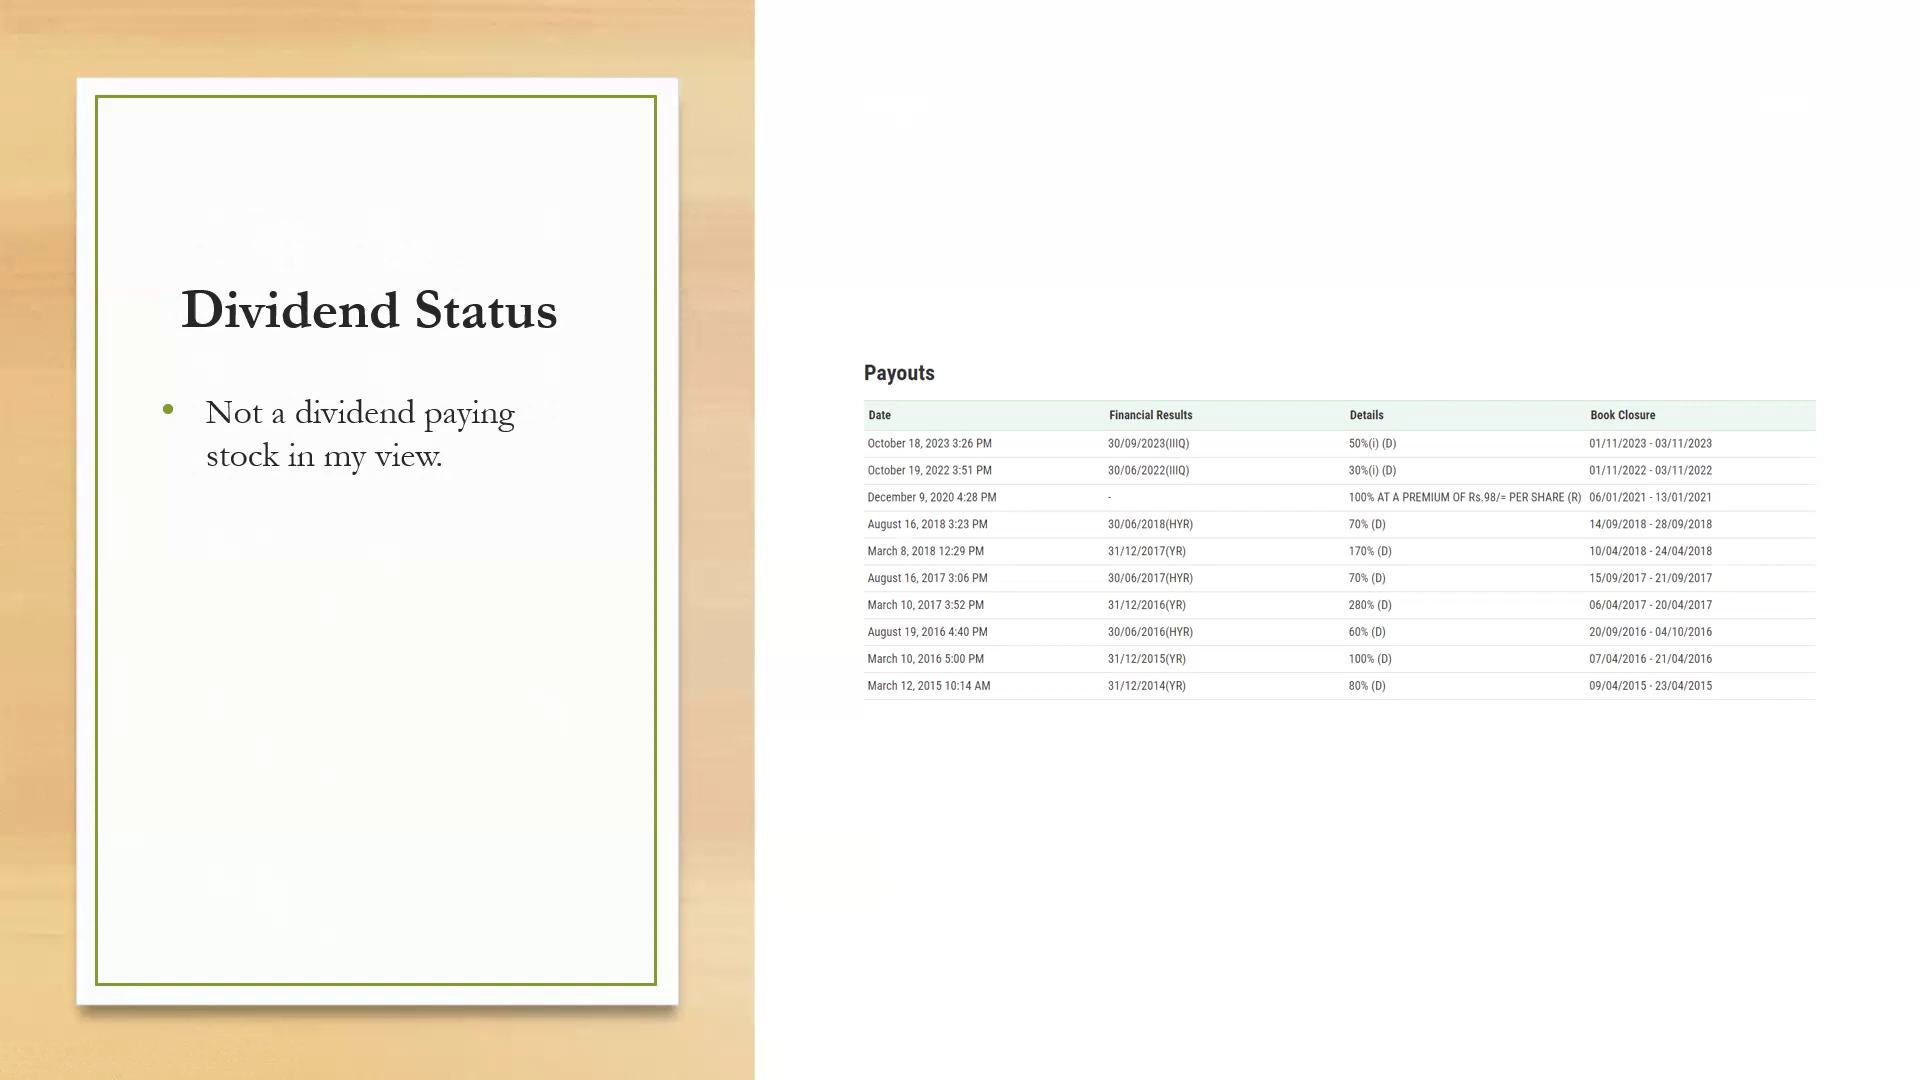 Dividend Status
• Not a dividend paying
stock in my view.
Payouts
Date Financial Results Details Book Closure
October 18, 2023 3:26 PM 30/09/2023(IIIQ) 50%(i) (D) 01/11/2023 - 03/11/2023
October 19, 2022 3:51 PM 30/06/2022(IIIQ) 30%(i) (D) 01/11/2022 - 03/11/2022
December 9, 2020 4:28 PM - 100% AT A PREMIUM OF Rs.98/= PER SHARE (R) 06/01/2021 - 13/01/2021
August 16, 2018 3:23 PM 30/06/2018(HYR) 70% (D) 14/09/2018 - 28/09/2018
March 8, 2018 12:29 PM 31/12/2017(YR) 170% (D) 10/04/2018 - 24/04/2018
August 16, 2017 3:06 PM 30/06/2017(HYR) 70% (D) 15/09/2017 - 21/09/2017
March 10, 2017 3:52 PM 31/12/2016(YR) 280% (D) 06/04/2017 - 20/04/2017
August 19, 2016 4:40 PM 30/06/2016(HYR) 60% (D) 20/09/2016 - 04/10/2016
March 10, 2016 5:00 PM 31/12/2015(YR) 100% (D) 07/04/2016 - 21/04/2016
March 12, 2015 10:14 AM 31/12/2014(YR) 80% (D) 09/04/2015 - 23/04/2015